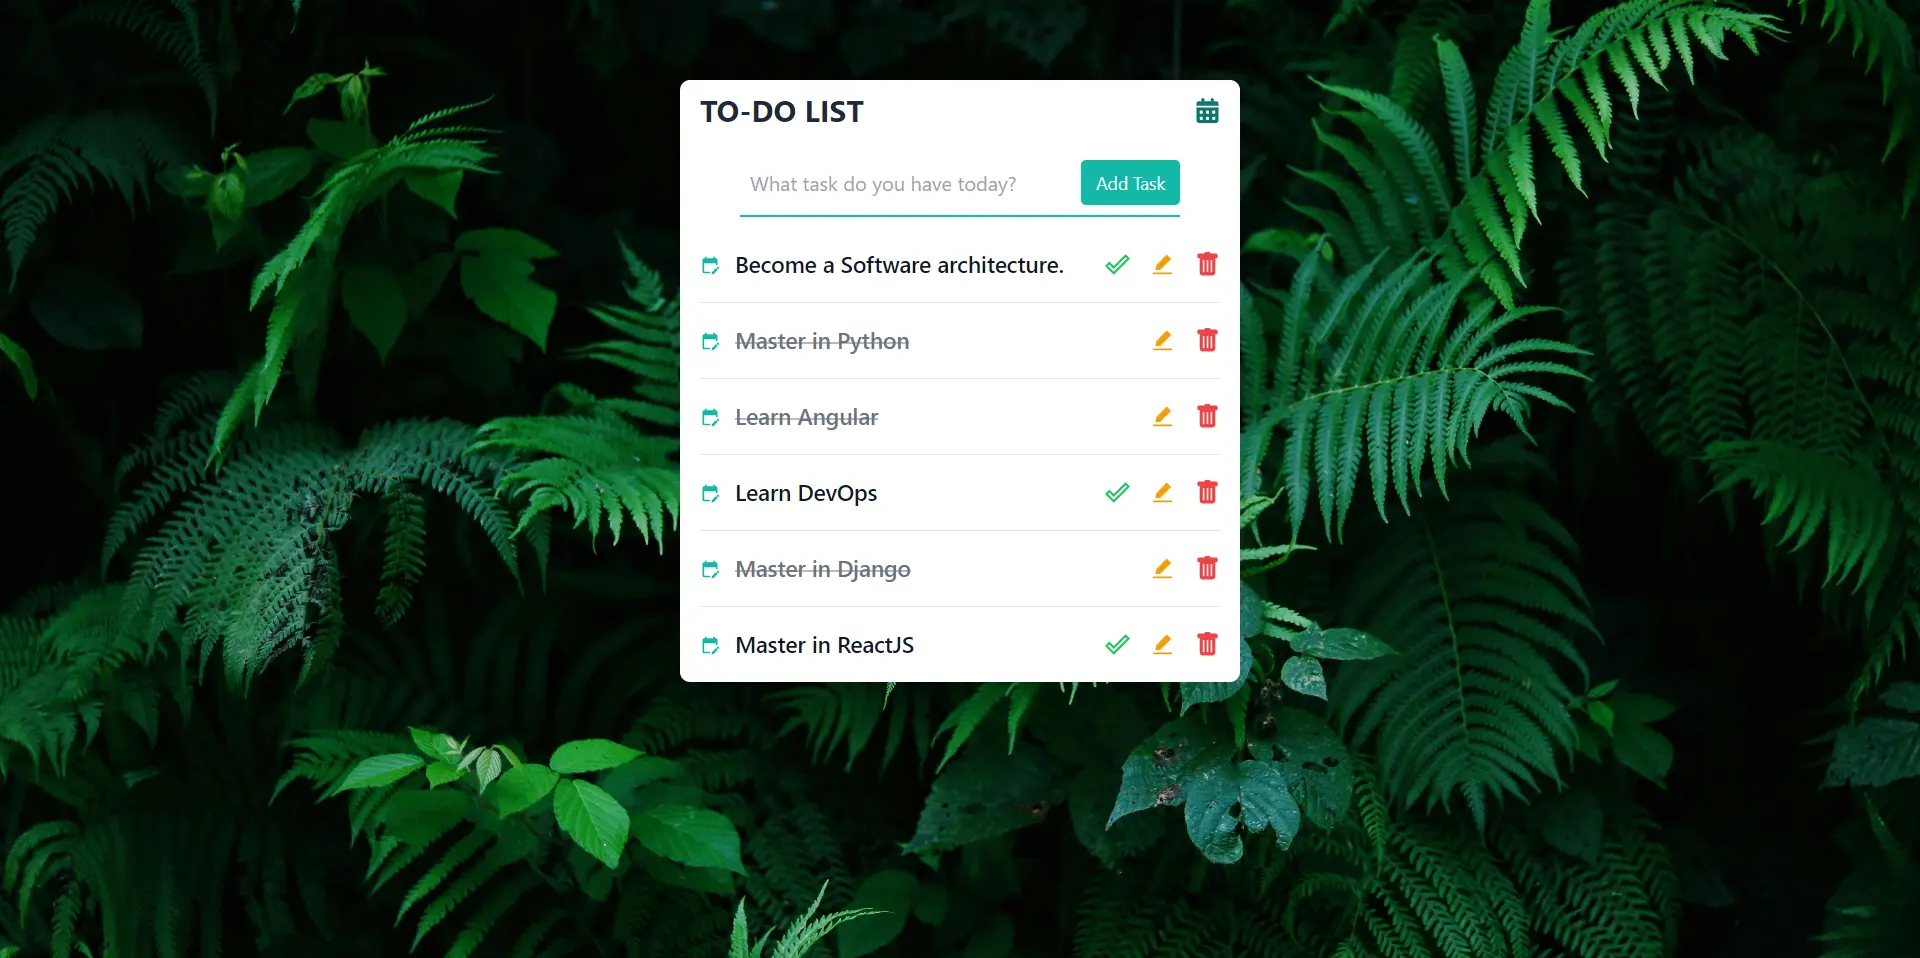 TO-DO LIST
What task do you have today?
Add Task
Become a Software architecture.
Master in Python
Learn Angular
Learn DevOps
Master in Django
Master in ReactJS